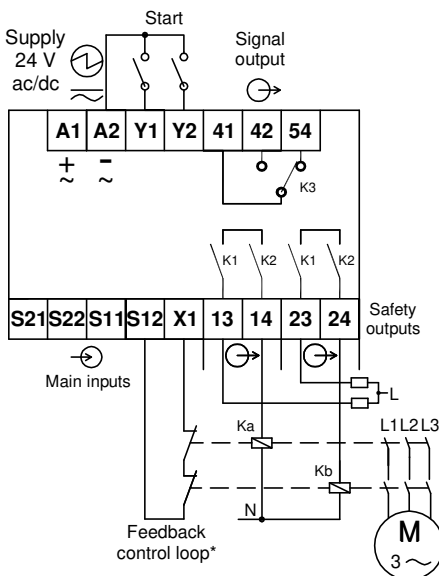 Start
Supply
24 V
ac/dc
Signal
output
A1 A2 Y1 Y2 41 42 54
+ -
~ ~
K3
K1 K2 K1 K2
S21 S22 S11 S12 X1 13 14 23 24
Safety
outputs
Main inputs
L
Ka
L1 L2 L3
Kb
N
Feedback
control loop*
M
3 ~